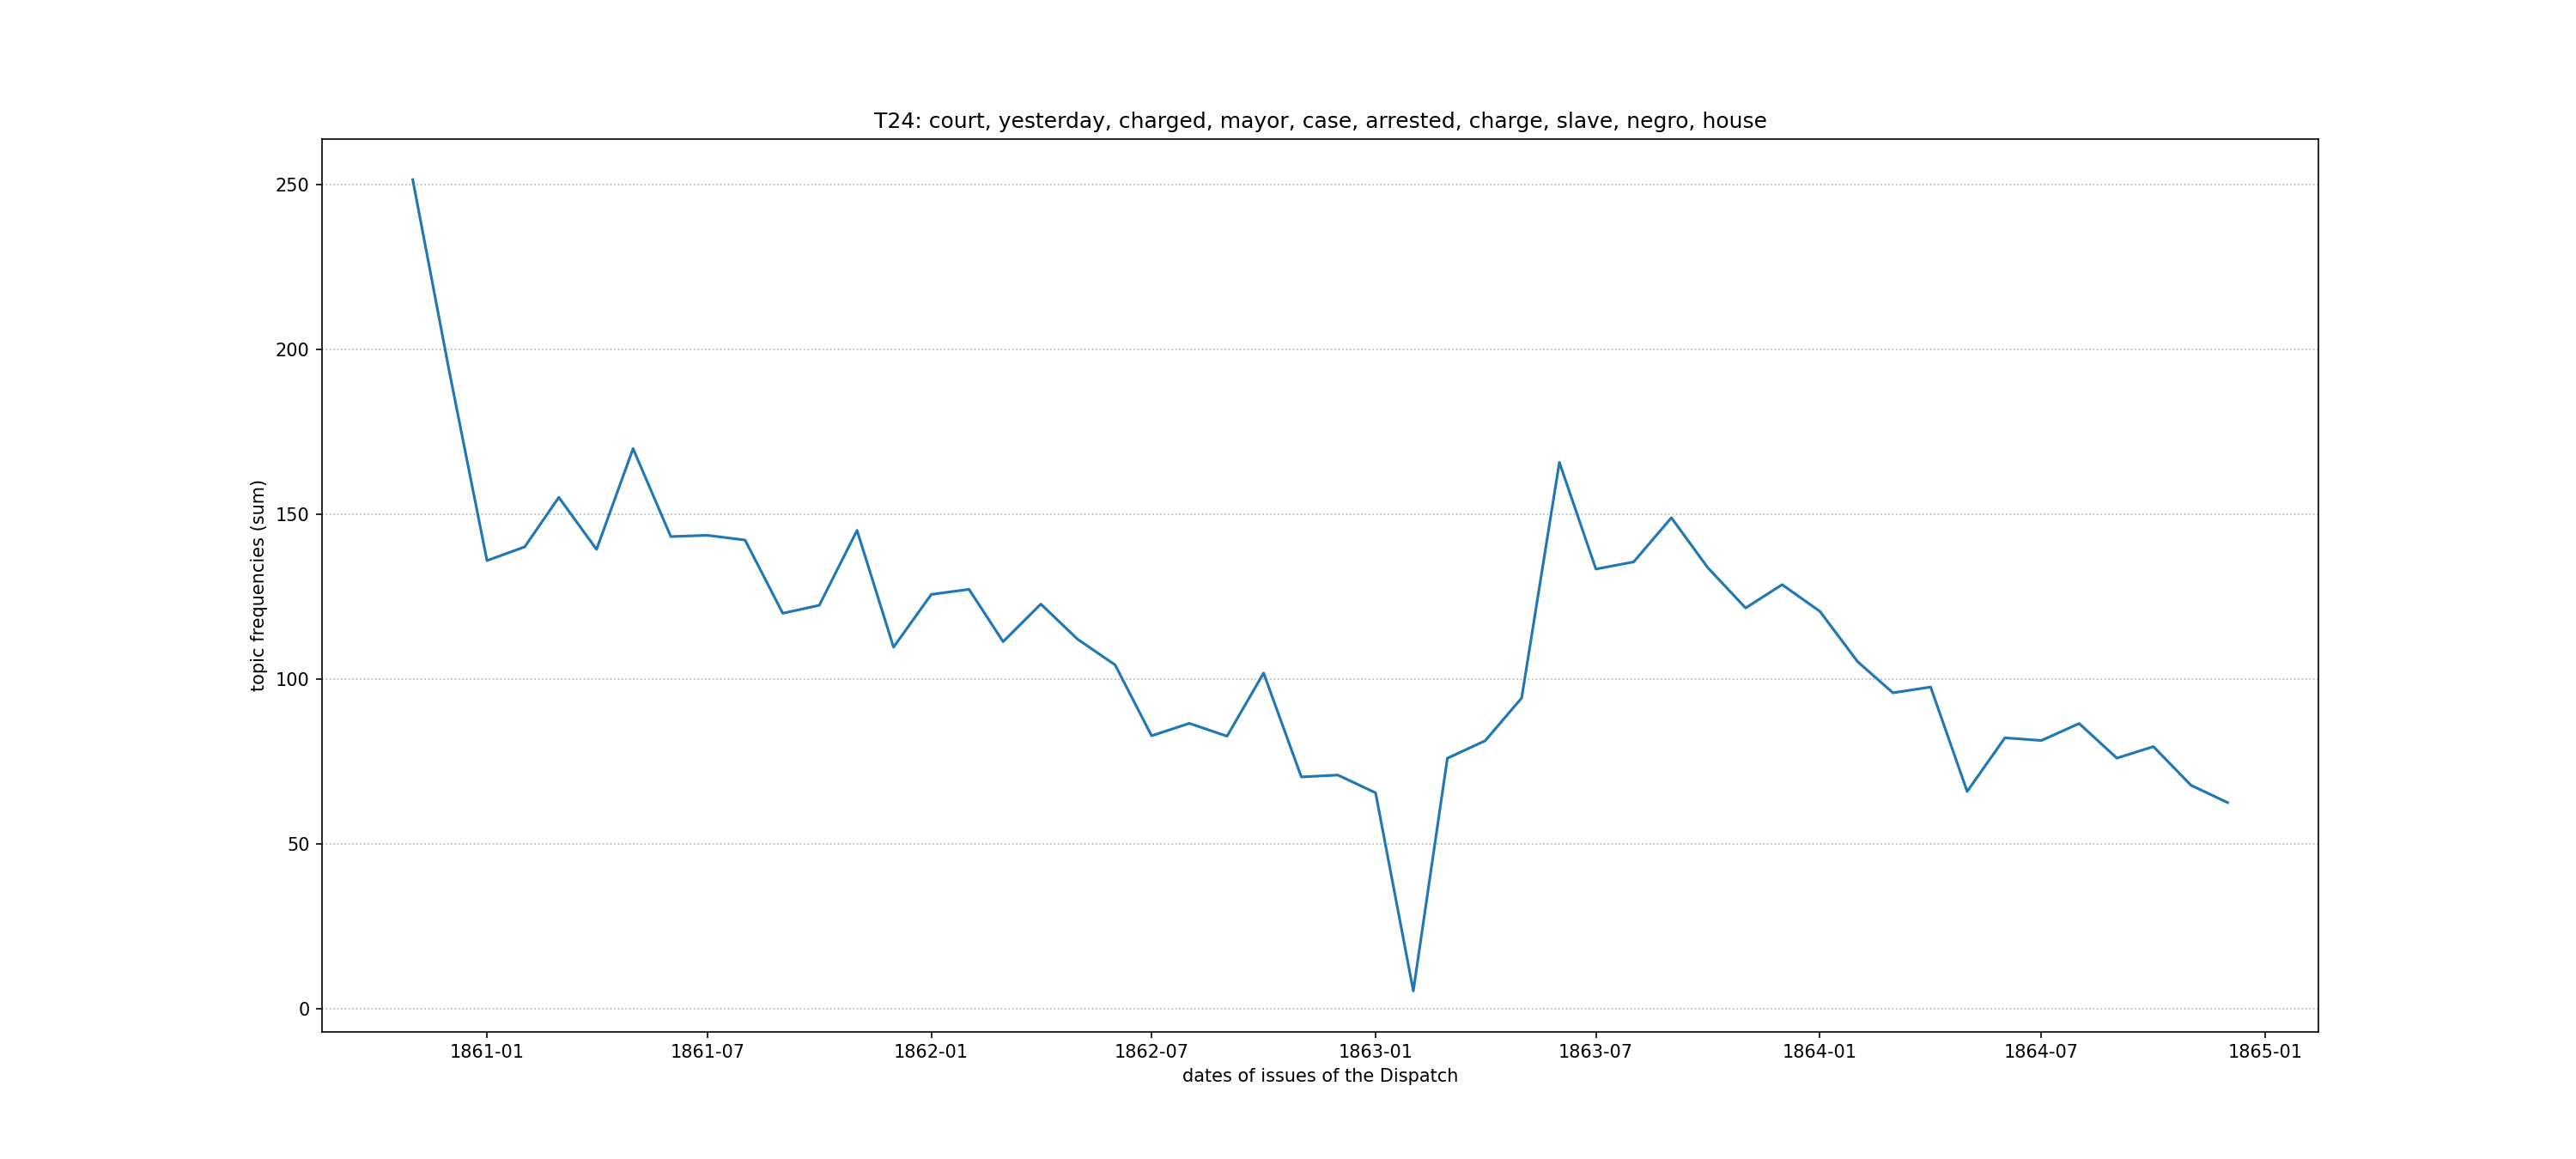 T24: court, yesterday, charged, mayor, case, arrested, charge, slave, negro, house
topic frequencies (sum)
250
200
150
100
50
0
1861-01 1861-07 1862-01 1862-07 1863-01 1863-07 1864-01 1864-07 1865-01
dates of issues of the Dispatch